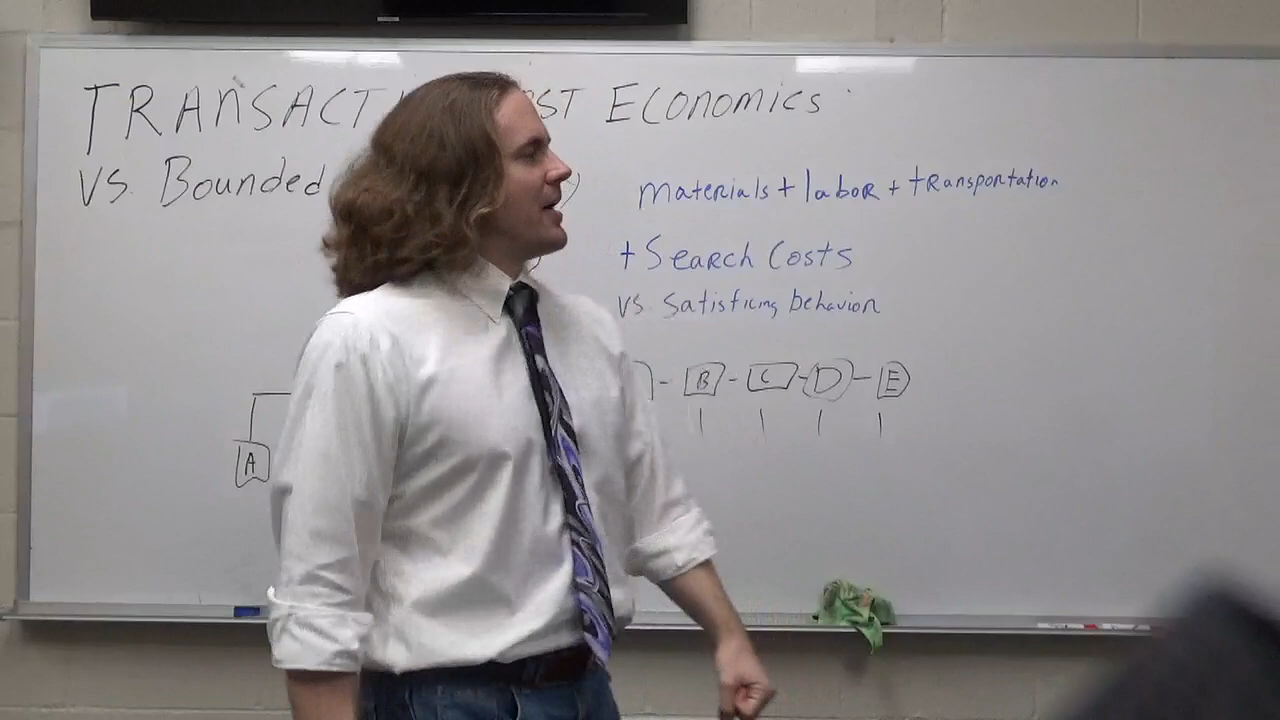 TRANSACT ST ECONOMICS
VS. Bounded
materials + labor + transportation
+ Search Costs
vs. Satisficing behavior
B - C - D - E
A